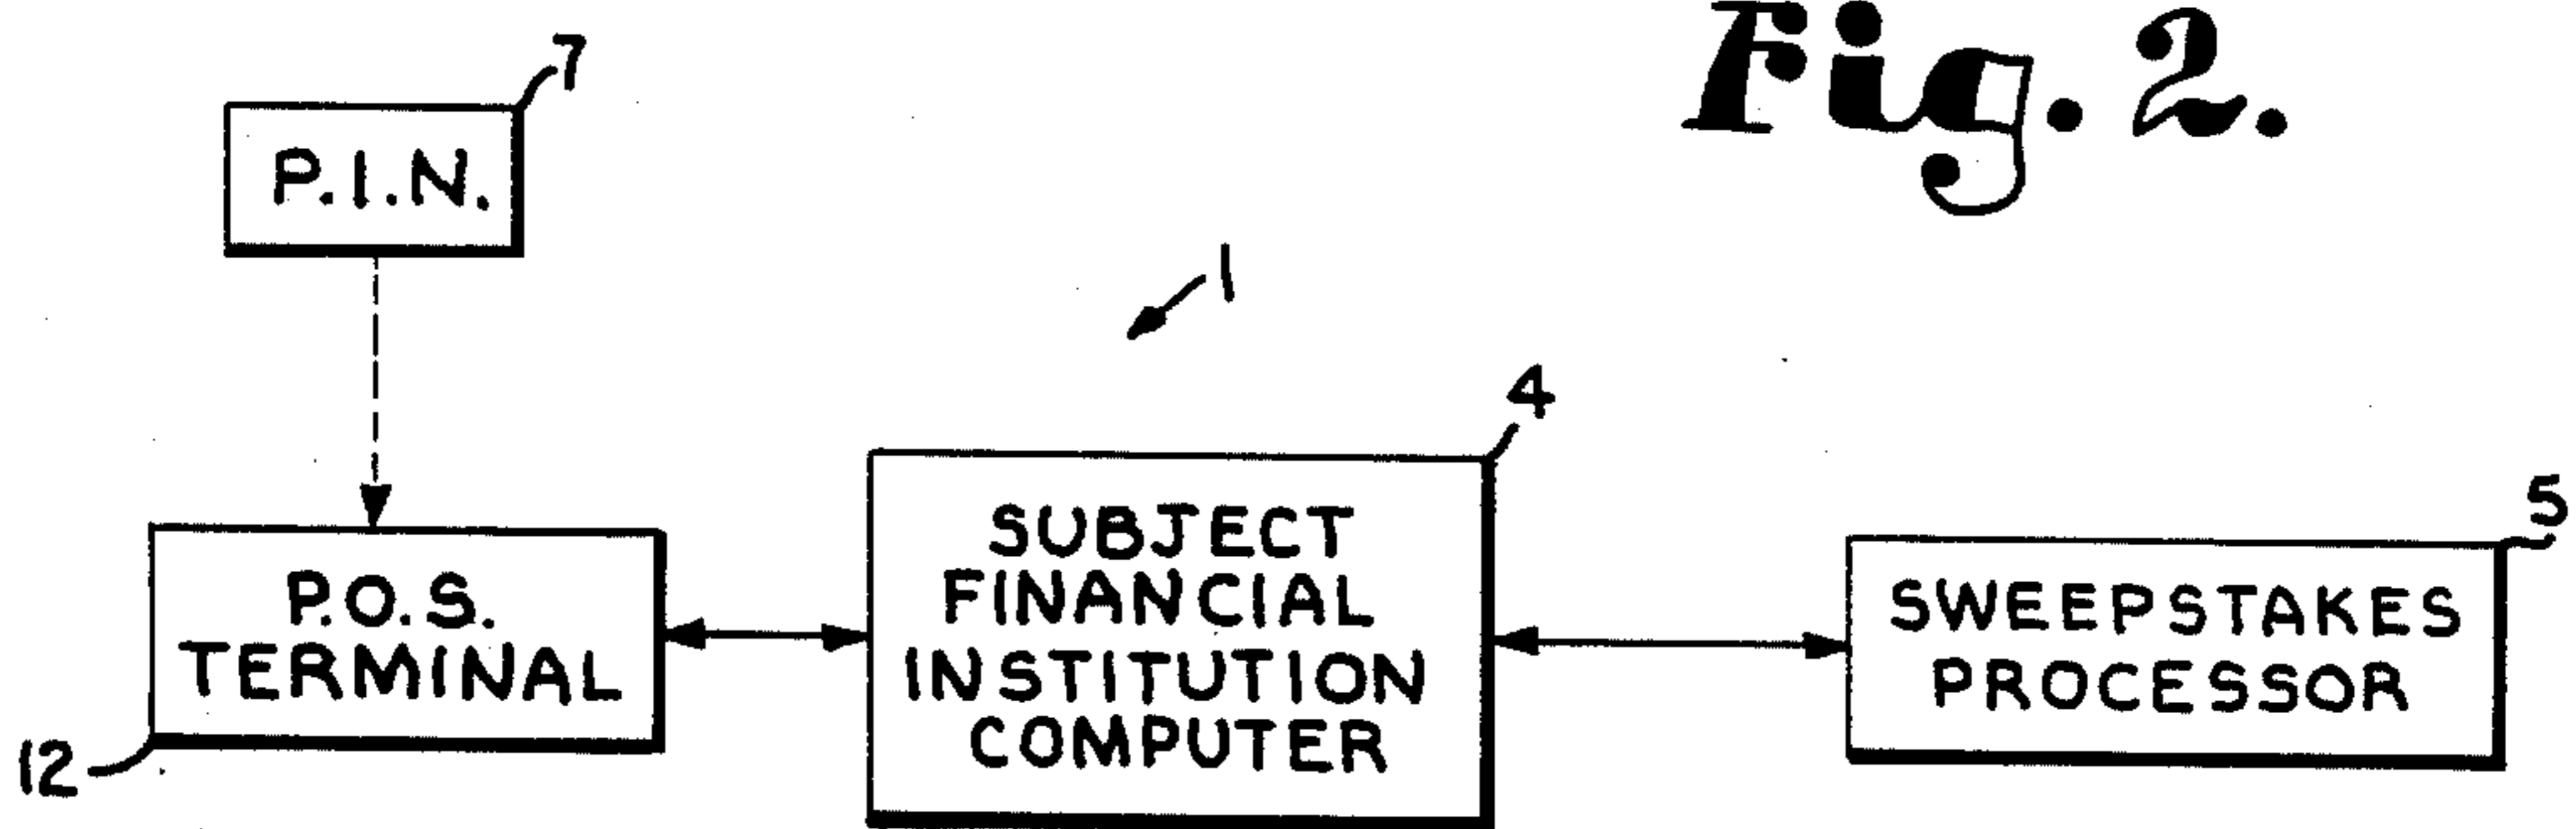 Fig. 2.
7
P.I.N.
1
4
SUBJECT
FINANCIAL
INSTITUTION
COMPUTER
5
SWEEPSTAKES
PROCESSOR
P.O.S.
TERMINAL
12